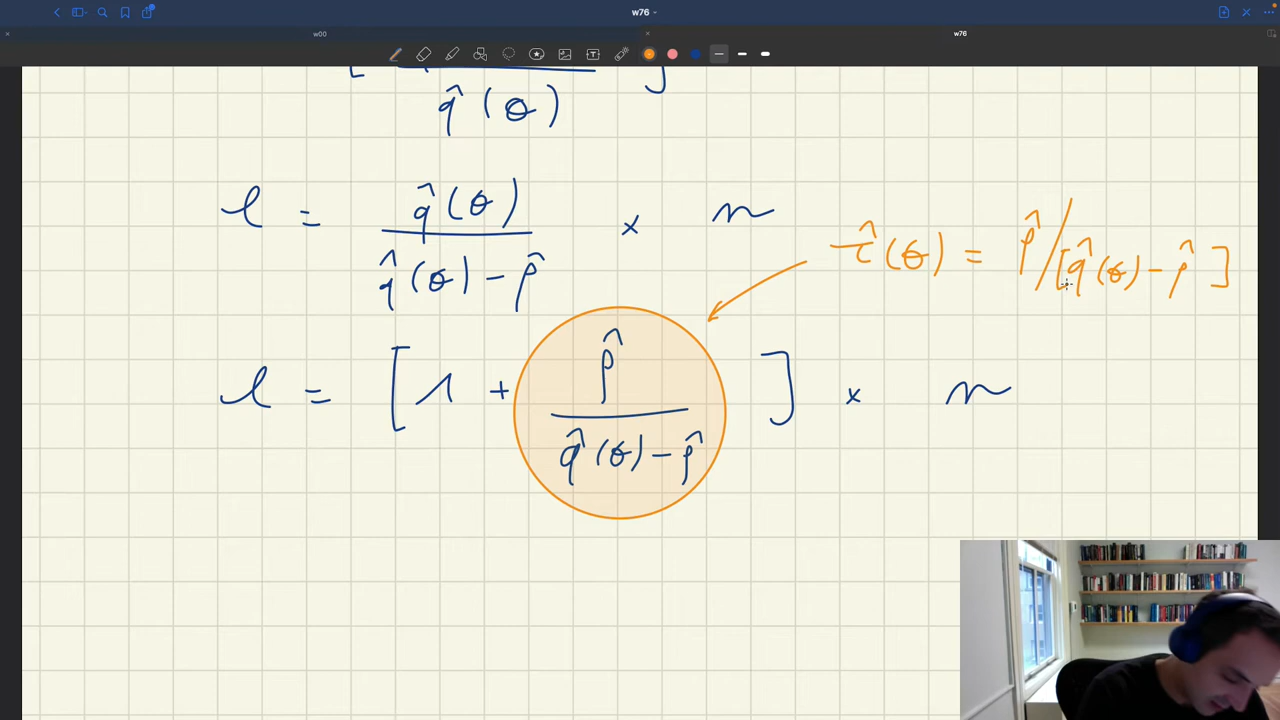 w76
w00
w76
q̂ (θ)
l = q̂(θ) / (q̂(θ) − p̂) × n
τ̂(θ) = p̂/[q̂(θ) − p̂]
l = [1 + p̂ / (q̂(θ) − p̂)] × n